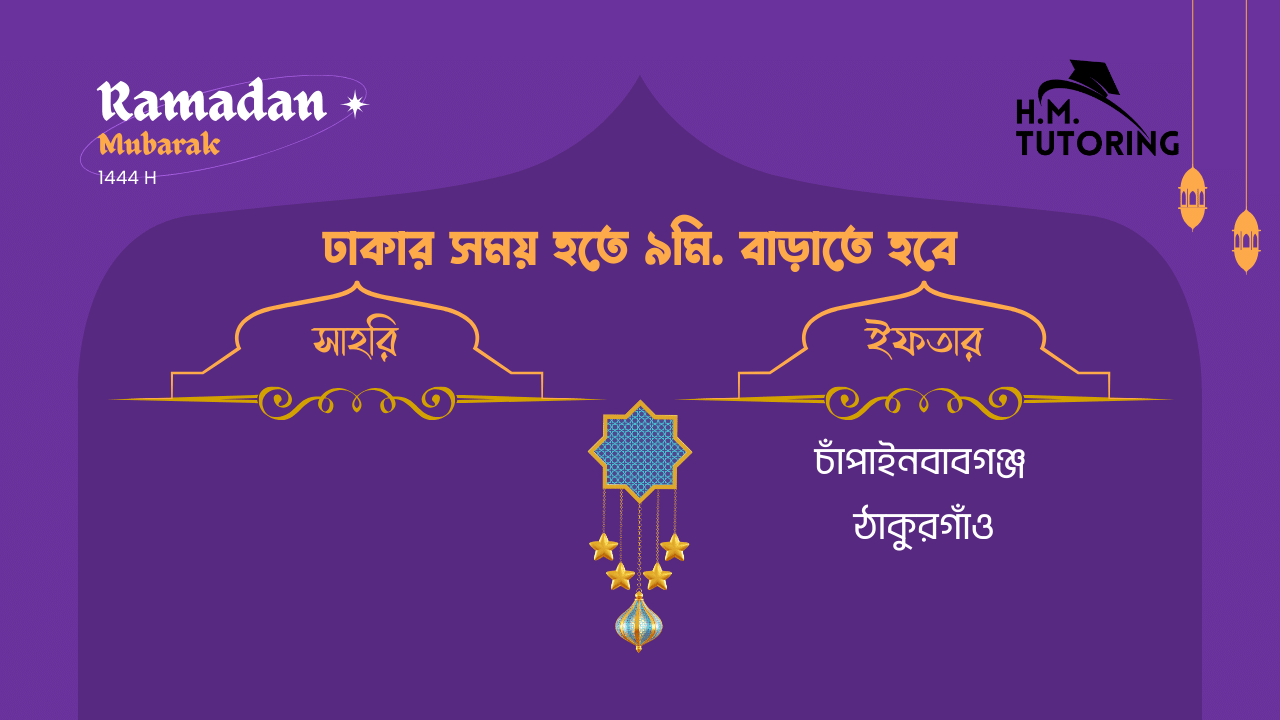 Ramadan
Mubarak
1444 H
H.M.
TUTORING
ঢাকার সময় হতে ৯মি. বাড়াতে হবে
সাহরি
ইফতার
চাঁপাইনবাবগঞ্জ
ঠাকুরগাঁও